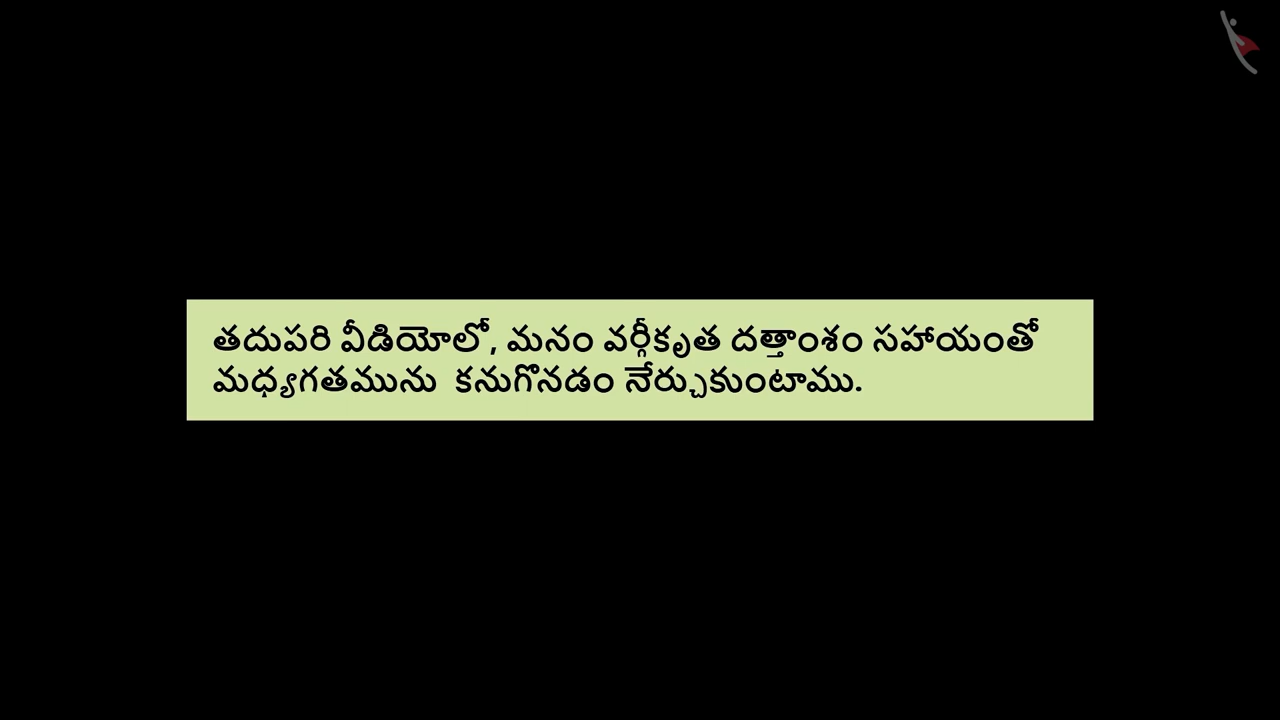 తదుపరి వీడియోలో, మనం వర్గీకృత దత్తాంశం సహాయంతో
మధ్యగతమును కనుగొనడం నేర్చుకుంటాము.